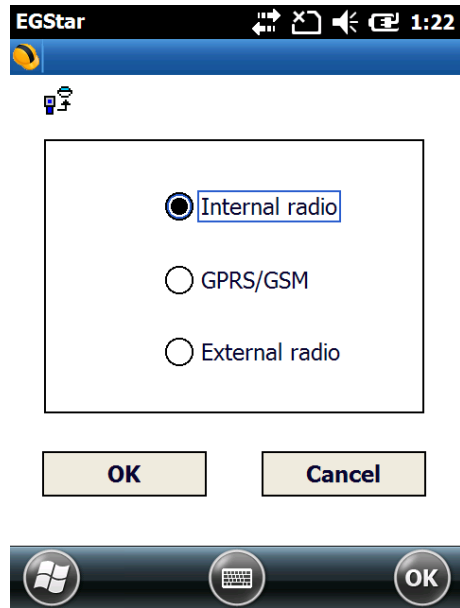 EGStar 1:22
Internal radio
GPRS/GSM
External radio
OK Cancel
OK